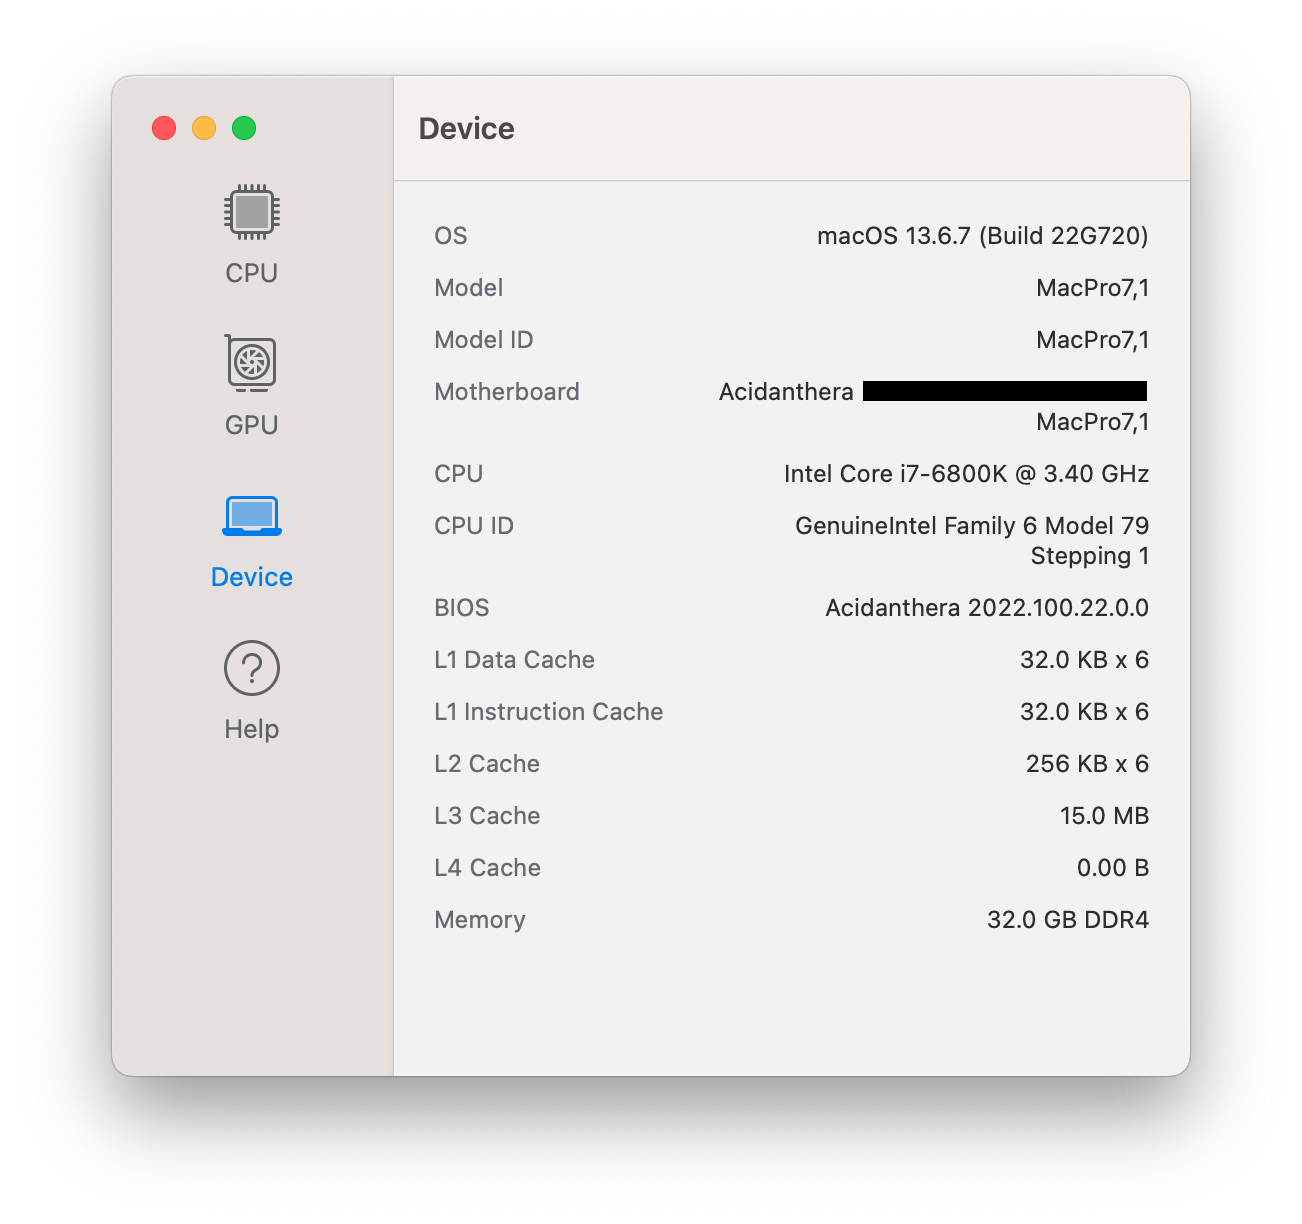 Device
CPU
GPU
Device
Help
OS macOS 13.6.7 (Build 22G720)
Model MacPro7,1
Model ID MacPro7,1
Motherboard Acidanthera
MacPro7,1
CPU Intel Core i7-6800K @ 3.40 GHz
CPU ID GenuineIntel Family 6 Model 79
Stepping 1
BIOS Acidanthera 2022.100.22.0.0
L1 Data Cache 32.0 KB x 6
L1 Instruction Cache 32.0 KB x 6
L2 Cache 256 KB x 6
L3 Cache 15.0 MB
L4 Cache 0.00 B
Memory 32.0 GB DDR4